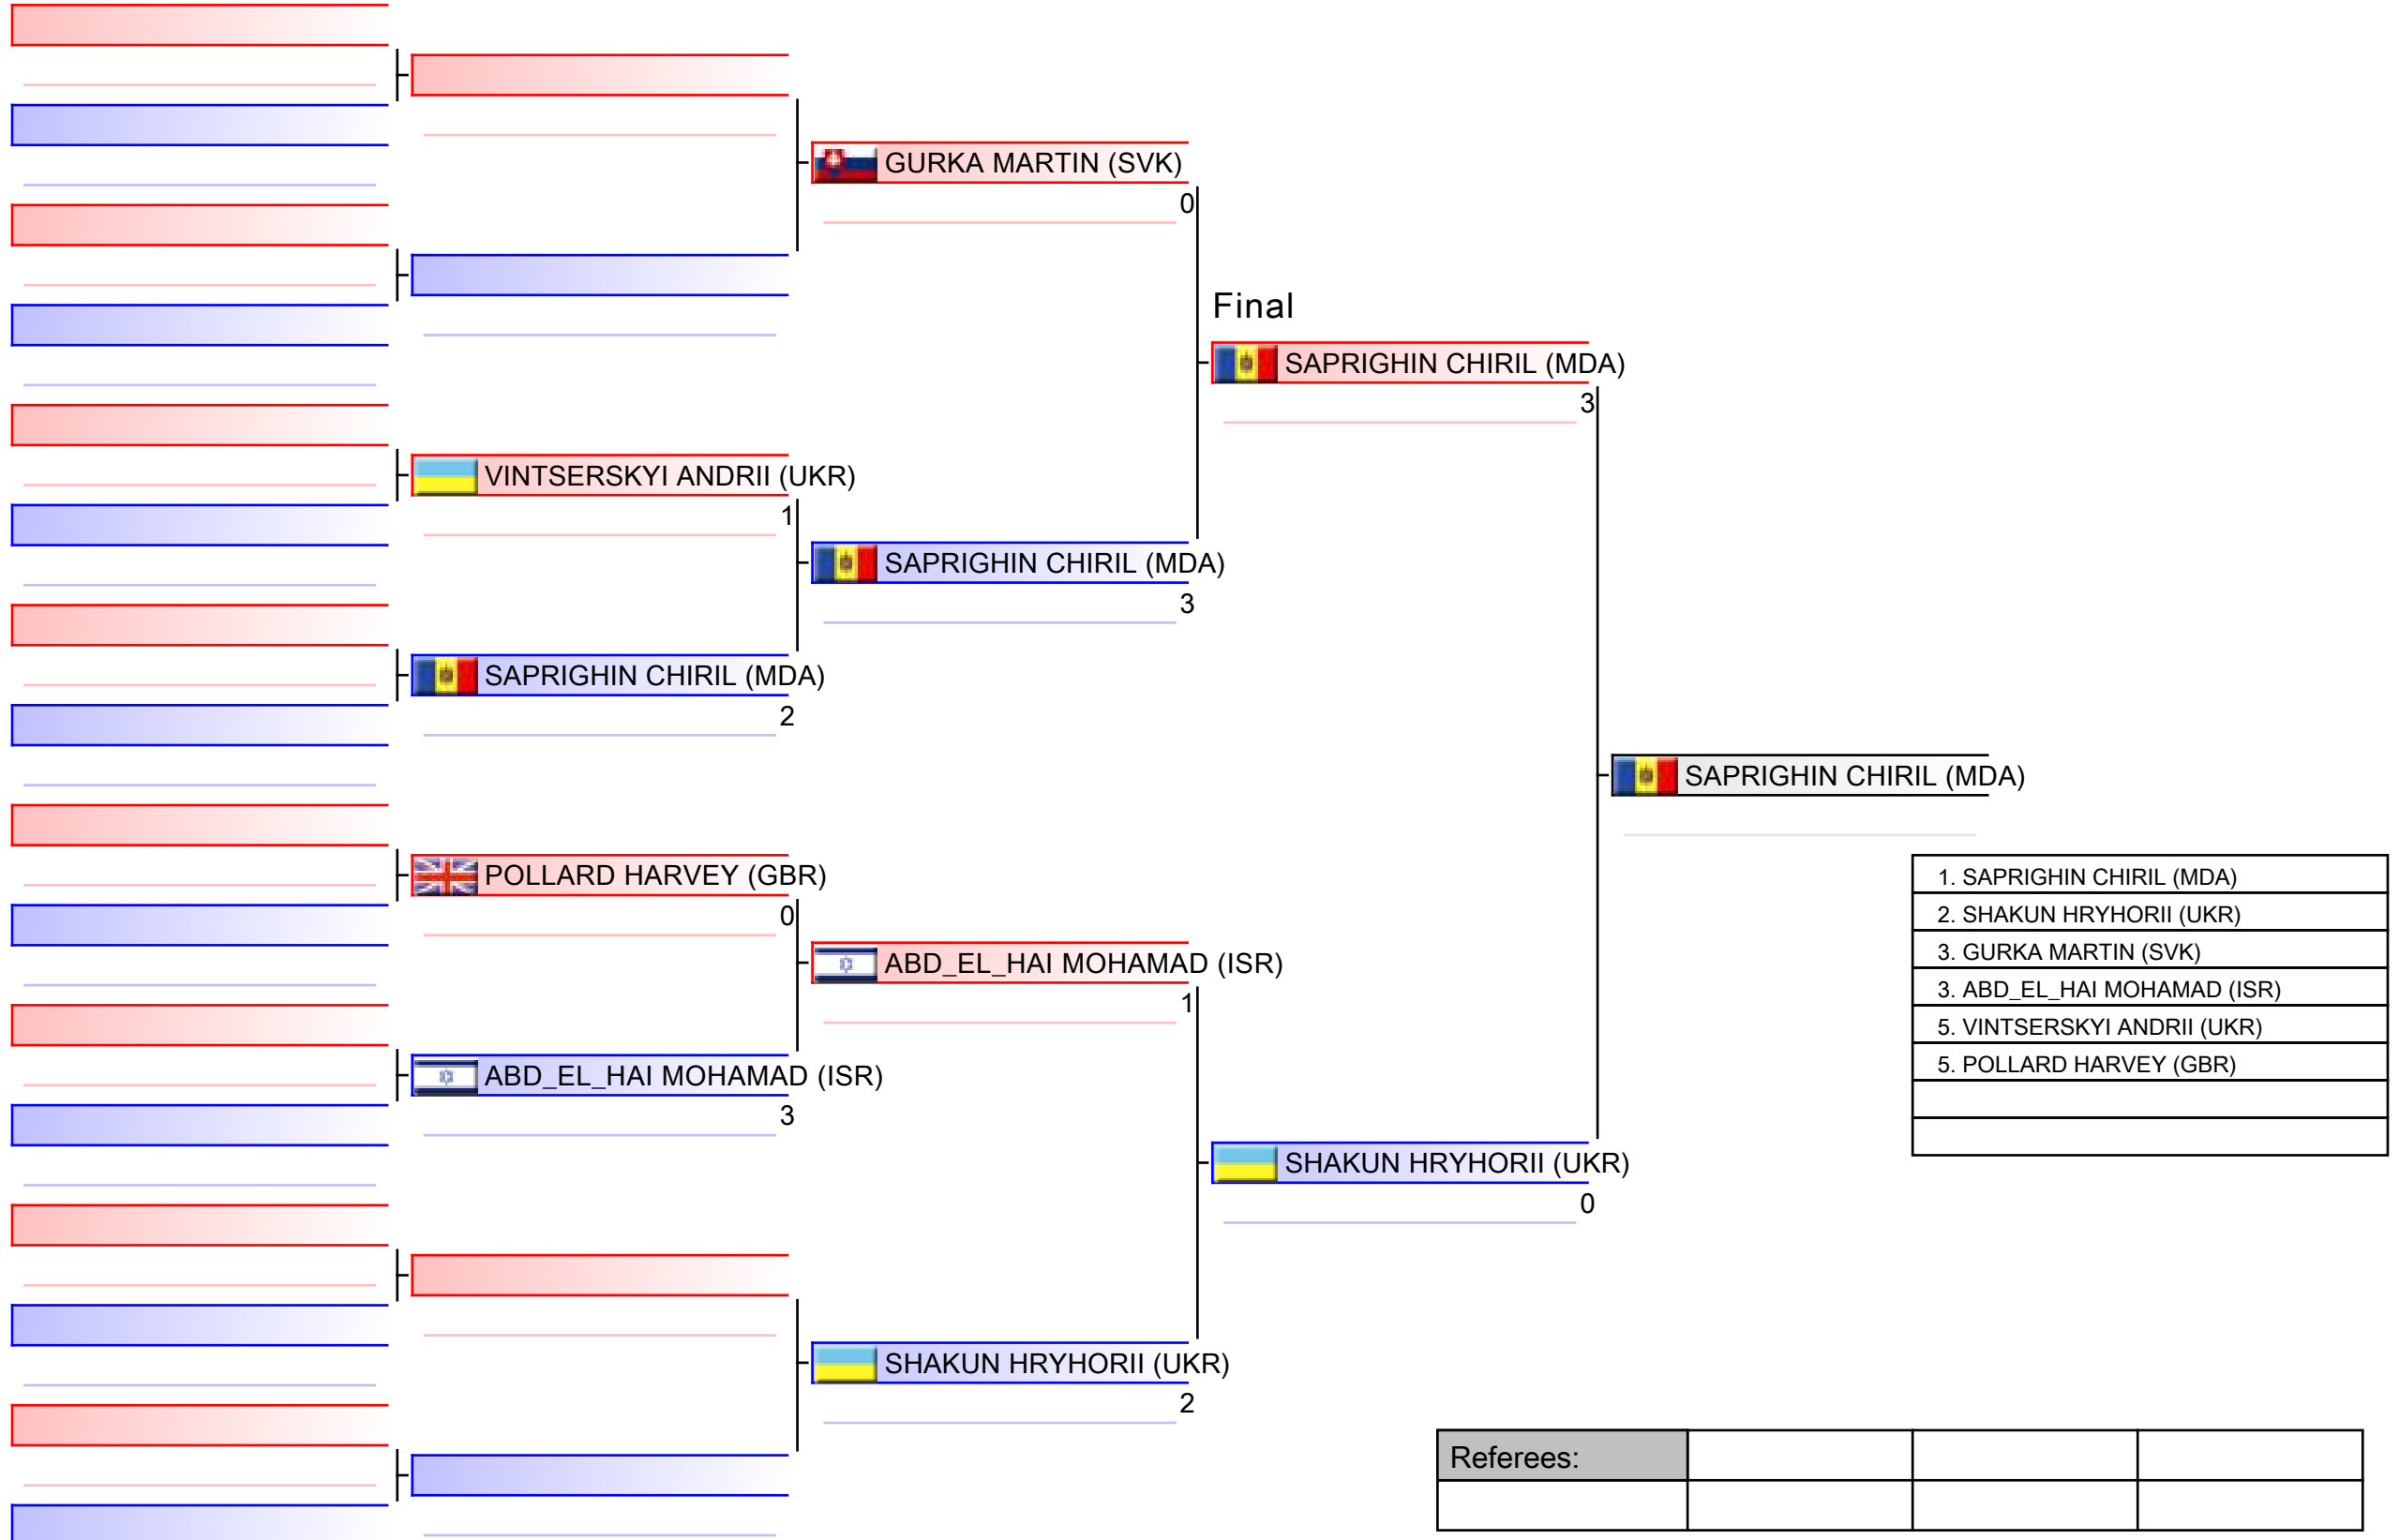 GURKA MARTIN (SVK)
0
Final
SAPRIGHIN CHIRIL (MDA)
3
VINTSERSKYI ANDRII (UKR)
1
SAPRIGHIN CHIRIL (MDA)
3
SAPRIGHIN CHIRIL (MDA)
2
SAPRIGHIN CHIRIL (MDA)
POLLARD HARVEY (GBR)
0
ABD_EL_HAI MOHAMAD (ISR)
1
ABD_EL_HAI MOHAMAD (ISR)
3
SHAKUN HRYHORII (UKR)
0
SHAKUN HRYHORII (UKR)
2
1. SAPRIGHIN CHIRIL (MDA)
2. SHAKUN HRYHORII (UKR)
3. GURKA MARTIN (SVK)
3. ABD_EL_HAI MOHAMAD (ISR)
5. VINTSERSKYI ANDRII (UKR)
5. POLLARD HARVEY (GBR)
Referees: